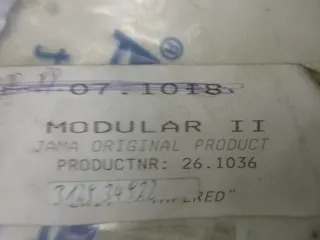 07.1018
MODULAR II
JAMA ORIGINAL PRODUCT
PRODUCTNR: 26.1036